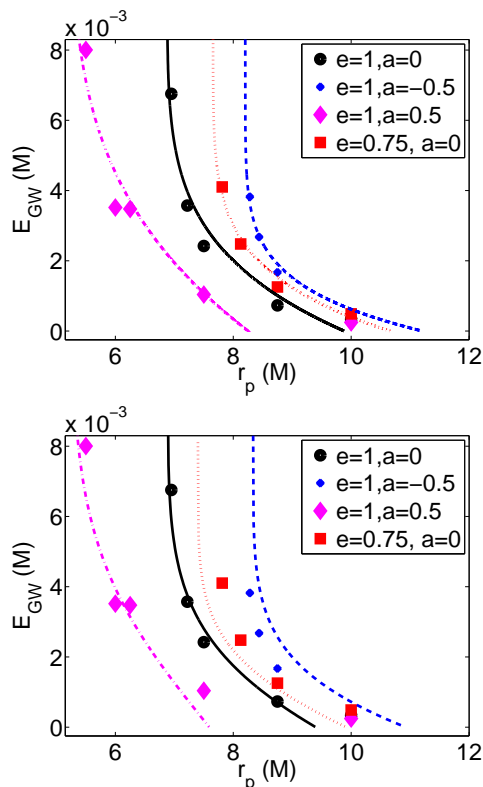 x 10⁻³
8
6
4
2
0
E_GW (M)
e=1,a=0
e=1,a=−0.5
e=1,a=0.5
e=0.75, a=0
6 8 10 12
r_p (M)
x 10⁻³
8
6
4
2
0
E_GW (M)
e=1,a=0
e=1,a=−0.5
e=1,a=0.5
e=0.75, a=0
6 8 10 12
r_p (M)